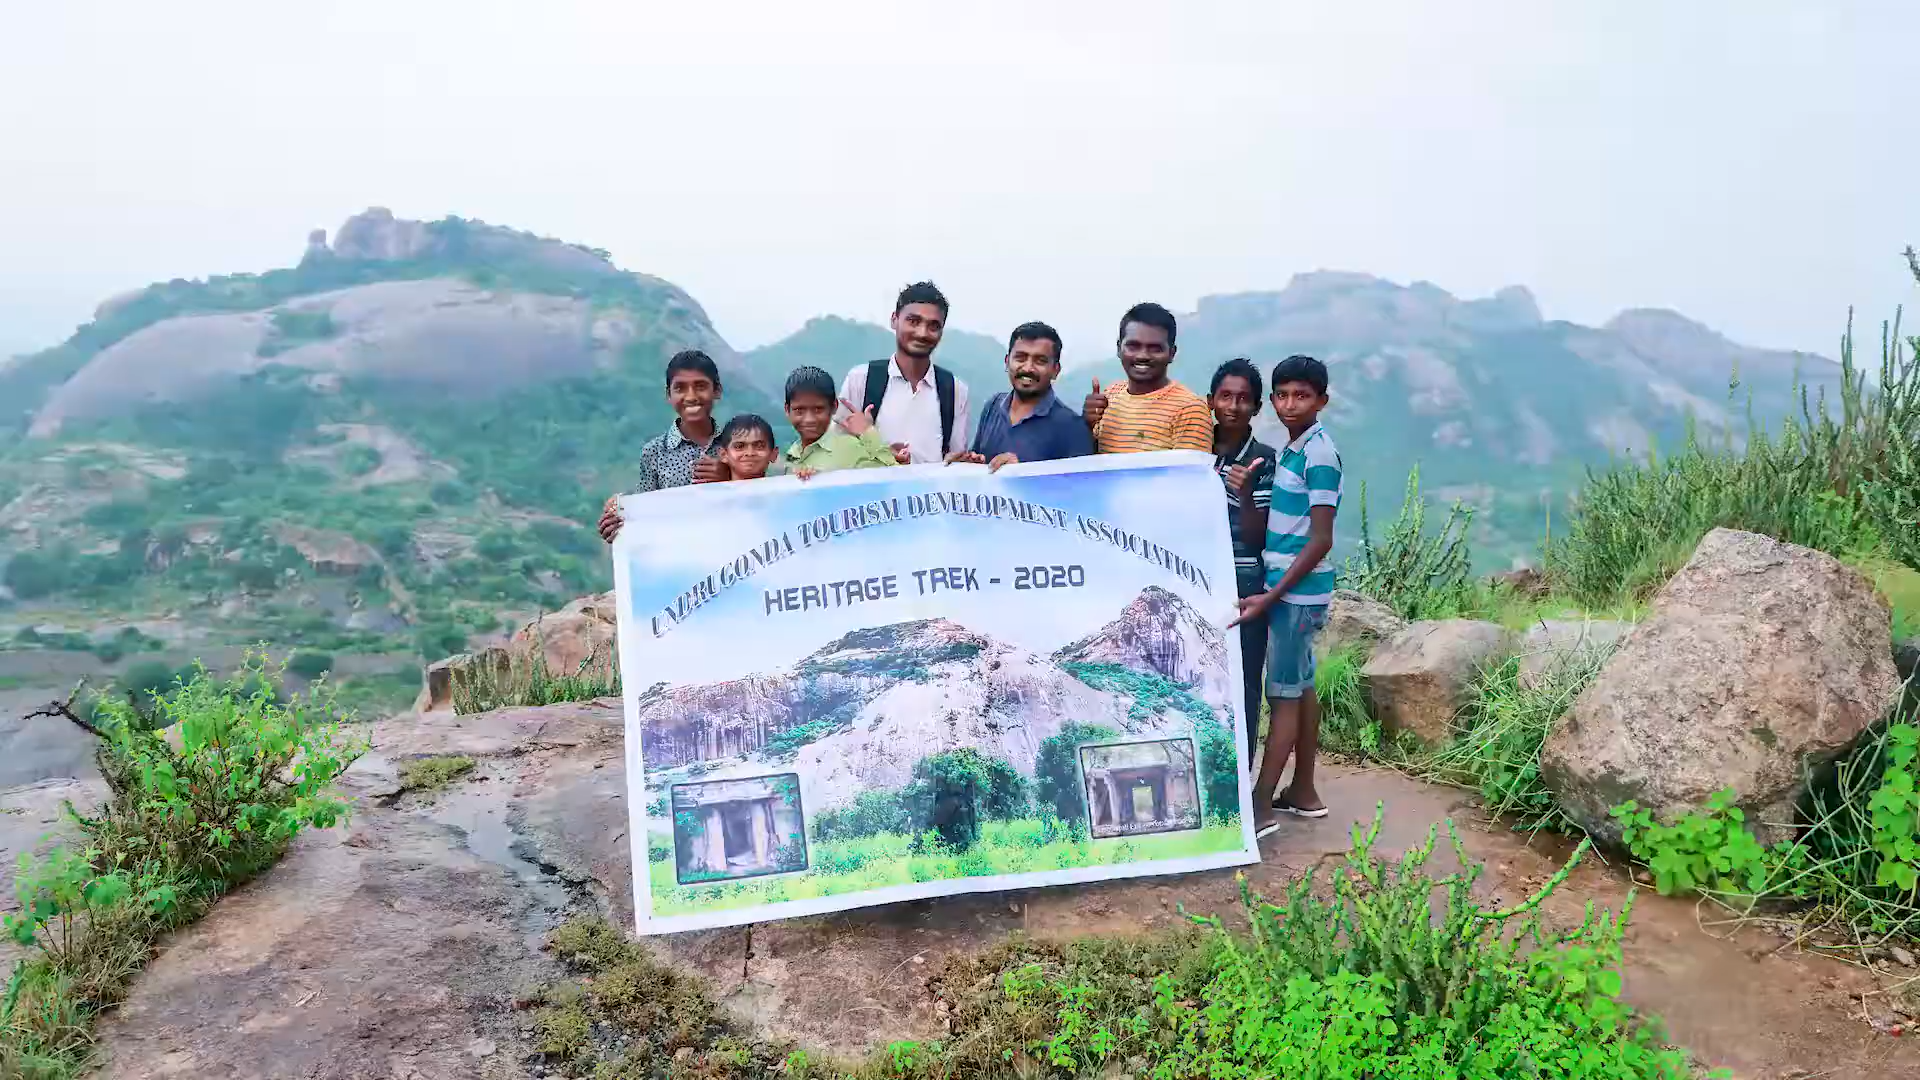 UNDRUGONDA TOURISM DEVELOPMENT ASSOCIATION
HERITAGE TREK - 2020